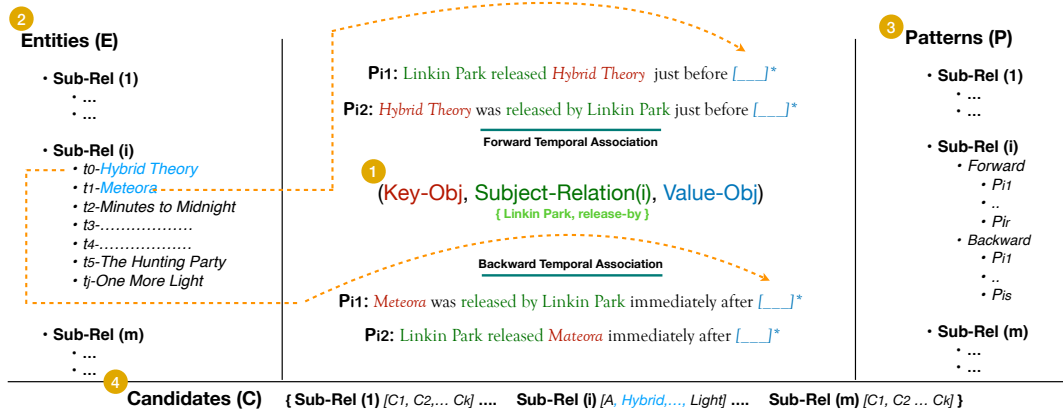 2
Entities (E)
• Sub-Rel (1)
• ...
• ...
• Sub-Rel (i)
• t0-Hybrid Theory
• t1-Meteora
• t2-Minutes to Midnight
• t3-..................
• t4-..................
• t5-The Hunting Party
• tj-One More Light
• Sub-Rel (m)
• ...
• ...
Pi1: Linkin Park released Hybrid Theory just before [___]*
Pi2: Hybrid Theory was released by Linkin Park just before [___]*
Forward Temporal Association
1
(Key-Obj, Subject-Relation(i), Value-Obj)
{ Linkin Park, release-by }
Backward Temporal Association
Pi1: Meteora was released by Linkin Park immediately after [___]*
Pi2: Linkin Park released Mateora immediately after [___]*
3
Patterns (P)
• Sub-Rel (1)
• ...
• ...
• Sub-Rel (i)
• Forward
• Pi1
• ..
• Pir
• Backward
• Pi1
• ..
• Pis
• Sub-Rel (m)
• ...
• ...
4
Candidates (C) { Sub-Rel (1) [C1, C2,... Ck] .... Sub-Rel (i) [A, Hybrid,..., Light] .... Sub-Rel (m) [C1, C2 ... Ck] }